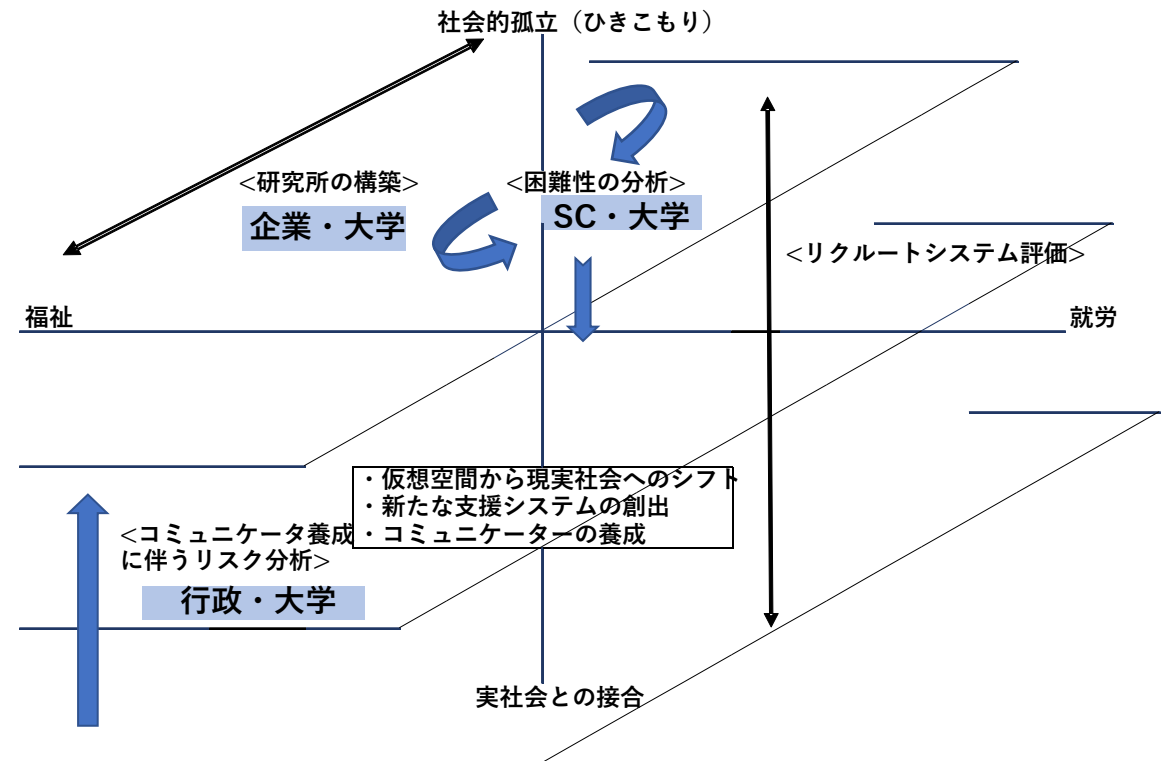 社会的孤立（ひきこもり）
<研究所の構築>
企業・大学
<困難性の分析>
SC・大学
<リクルートシステム評価>
福祉
就労
・仮想空間から現実社会へのシフト
・新たな支援システムの創出
・コミュニケーターの養成
<コミュニケータ養成
に伴うリスク分析>
行政・大学
実社会との接合